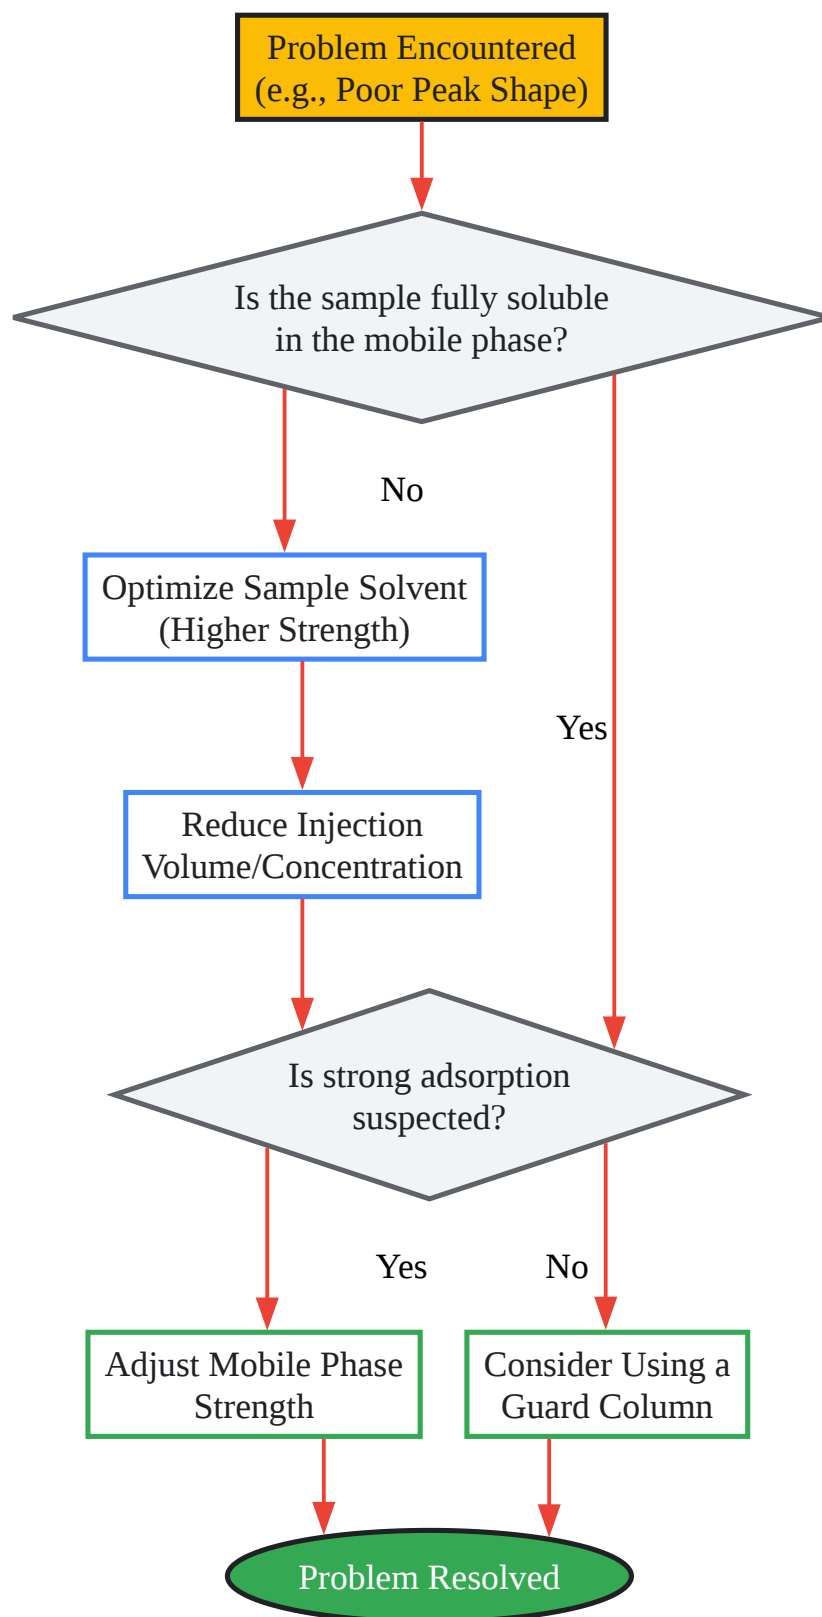 Problem Encountered
(e.g., Poor Peak Shape)
Is the sample fully soluble
in the mobile phase?
No
Optimize Sample Solvent
(Higher Strength)
Yes
Reduce Injection
Volume/Concentration
Is strong adsorption
suspected?
Yes
No
Adjust Mobile Phase
Strength
Consider Using a
Guard Column
Problem Resolved